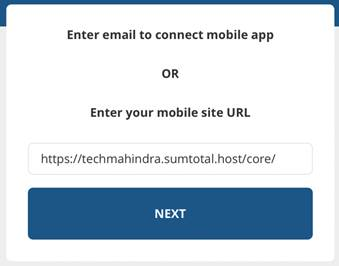 Enter email to connect mobile app
OR
Enter your mobile site URL
https://techmahindra.sumtotal.host/core/
NEXT